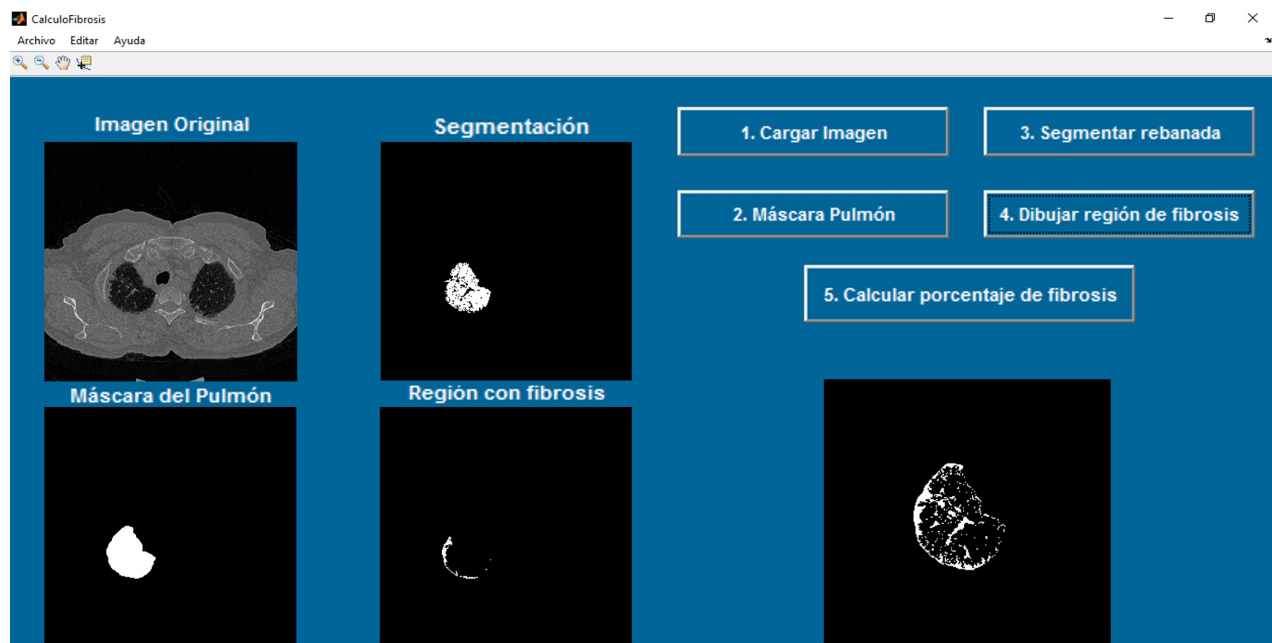 CalculoFibrosis
Archivo Editar Ayuda
Imagen Original
Segmentación
1. Cargar Imagen
3. Segmentar rebanada
2. Máscara Pulmón
4. Dibujar región de fibrosis
5. Calcular porcentaje de fibrosis
Máscara del Pulmón
Región con fibrosis